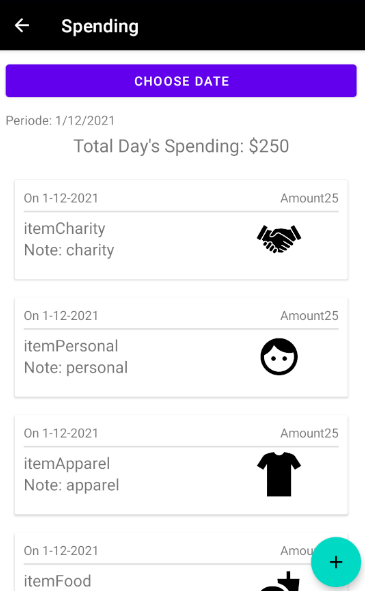 Spending
CHOOSE DATE
Periode: 1/12/2021
Total Day's Spending: $250
On 1-12-2021 Amount25
itemCharity
Note: charity
On 1-12-2021 Amount25
itemPersonal
Note: personal
On 1-12-2021 Amount25
itemApparel
Note: apparel
On 1-12-2021 Amou
itemFood